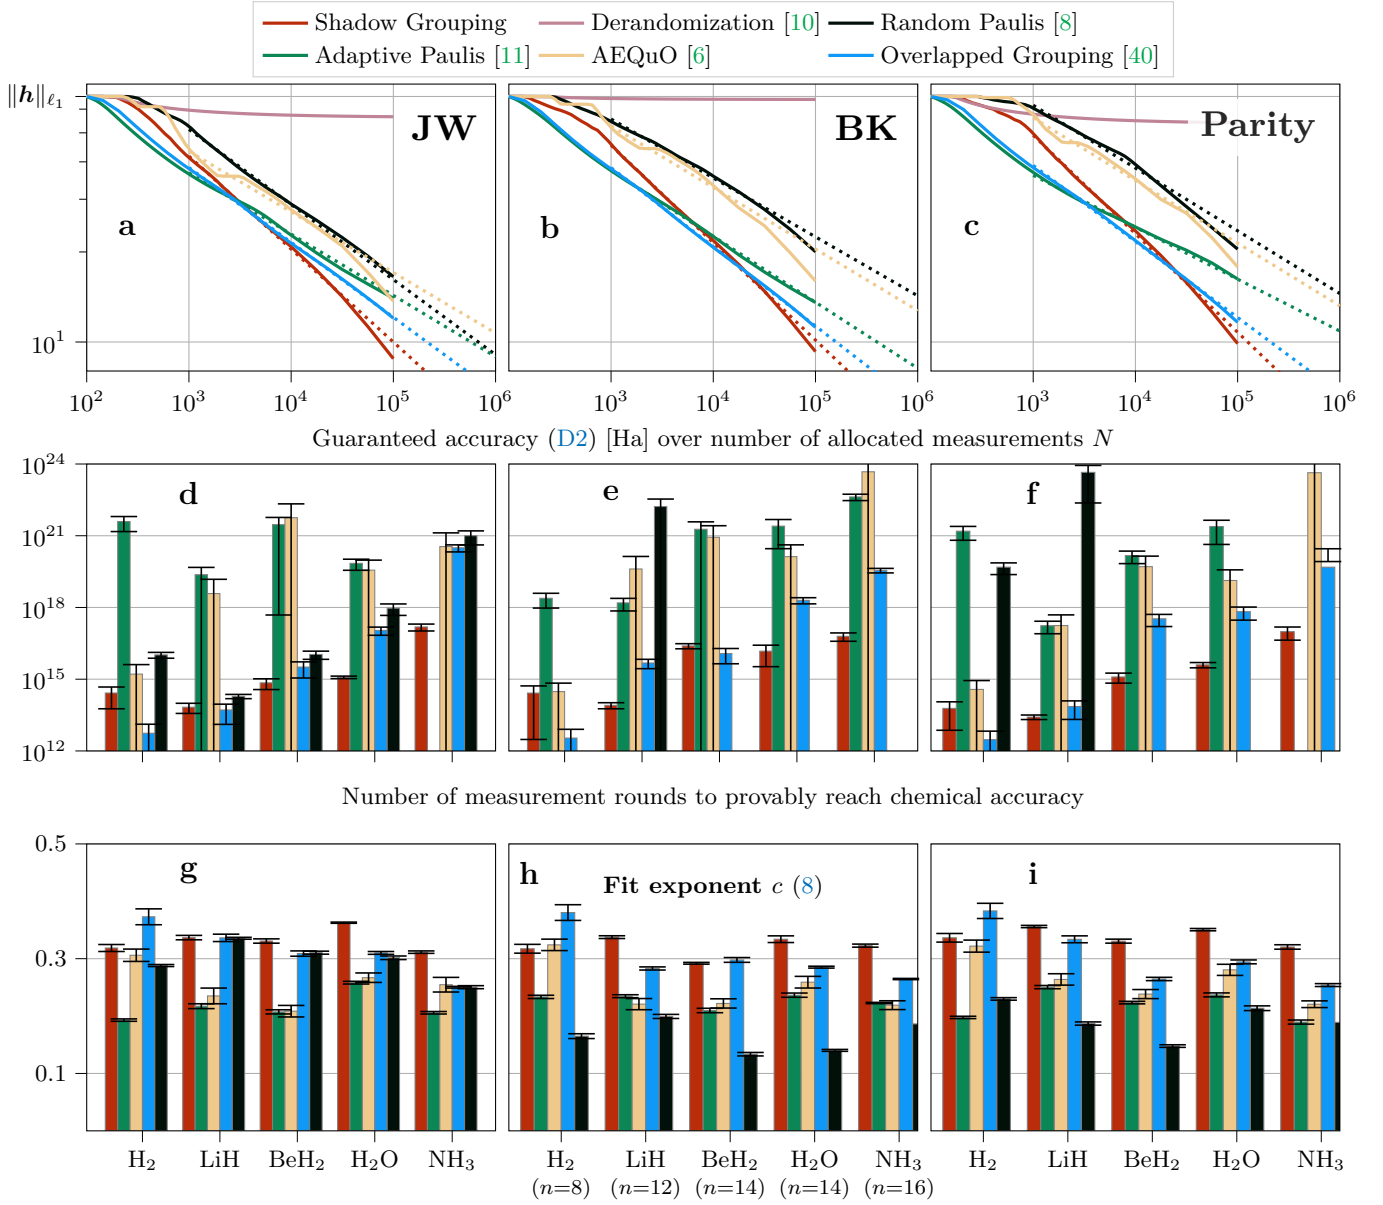 Shadow Grouping Derandomization [10] Random Paulis [8]
Adaptive Paulis [11] AEQuO [6] Overlapped Grouping [40]
‖h‖ℓ₁
JW BK Parity
a b c
10¹
10² 10³ 10⁴ 10⁵ 10⁶ 10³ 10⁴ 10⁵ 10⁶ 10³ 10⁴ 10⁵ 10⁶
Guaranteed accuracy (D2) [Ha] over number of allocated measurements N
10²⁴
d e f
10²¹
10¹⁸
10¹⁵
10¹²
Number of measurement rounds to provably reach chemical accuracy
0.5
g h i
Fit exponent c (8)
0.3
0.1
H₂ LiH BeH₂ H₂O NH₃ H₂ LiH BeH₂ H₂O NH₃ H₂ LiH BeH₂ H₂O NH₃
(n=8) (n=12) (n=14) (n=14) (n=16)